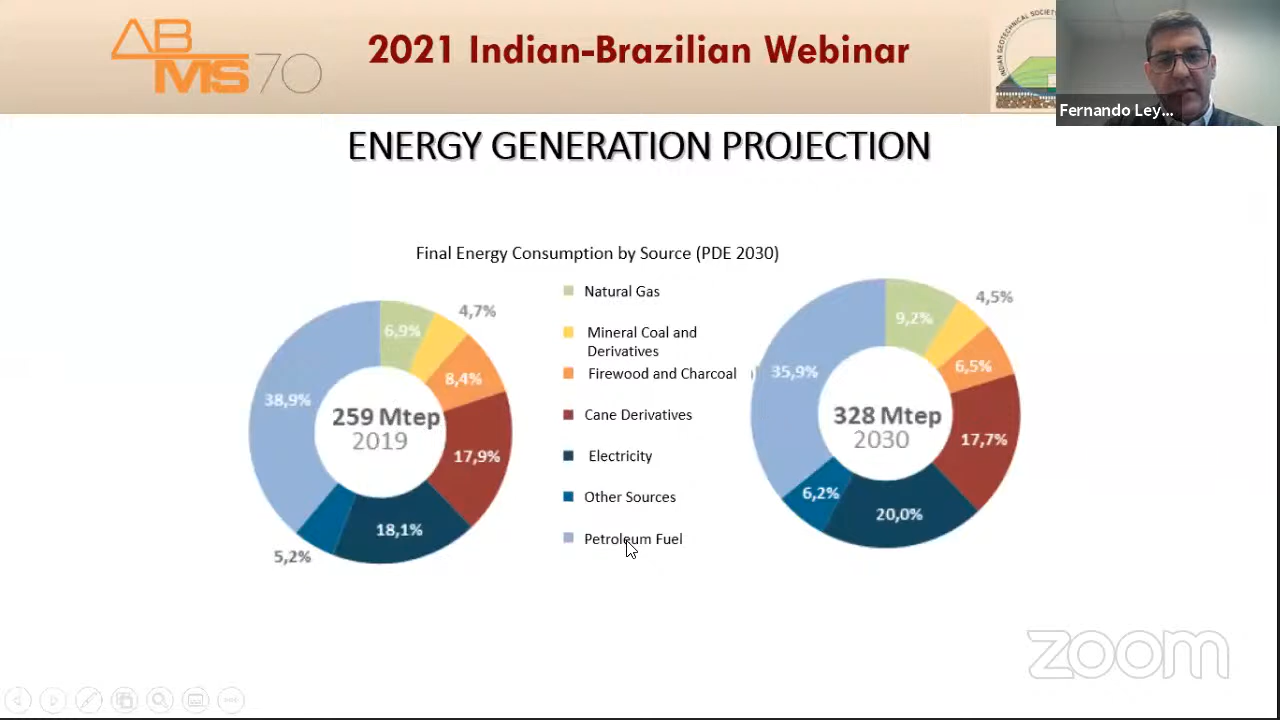 ABMS70
2021 Indian-Brazilian Webinar
INDIAN GEOTECHNICAL SOCIETY
Fernando Ley...
ENERGY GENERATION PROJECTION
Final Energy Consumption by Source (PDE 2030)
6,9%
4,7%
8,4%
17,9%
18,1%
5,2%
38,9%
259 Mtep
2019
Natural Gas
Mineral Coal and
Derivatives
Firewood and Charcoal
Cane Derivatives
Electricity
Other Sources
Petroleum Fuel
9,2%
4,5%
6,5%
17,7%
20,0%
6,2%
35,9%
328 Mtep
2030
zoom